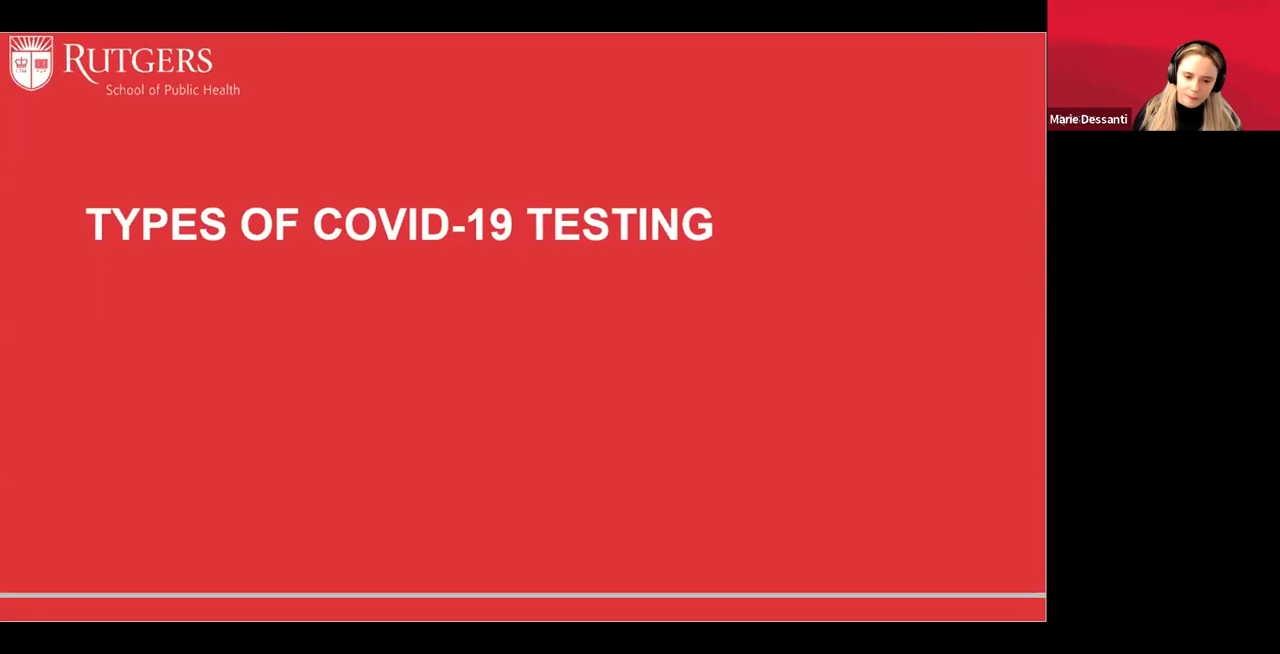 RUTGERS
School of Public Health
TYPES OF COVID-19 TESTING
Marie Dessanti